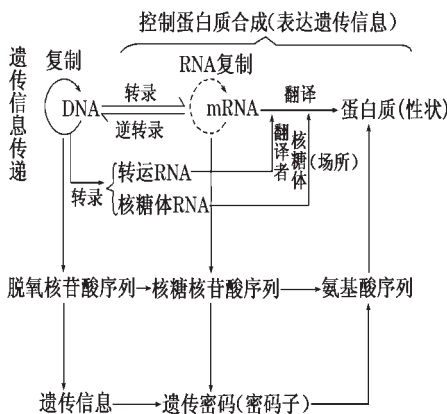 控制蛋白质合成(表达遗传信息)
遗传信息传递
复制
RNA复制
DNA
转录
逆转录
mRNA
翻译
蛋白质(性状)
翻译者
核糖体(场所)
转录
转运RNA
核糖体RNA
脱氧核苷酸序列
核糖核苷酸序列
氨基酸序列
遗传信息
遗传密码(密码子)